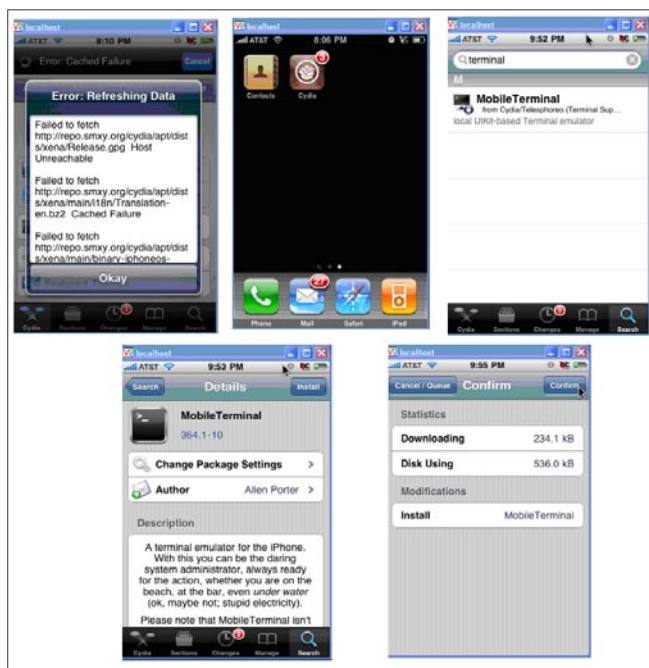 localhost
AT&T 8:10 PM
Error: Cached Failure Cancel
Error: Refreshing Data
Failed to fetch
http://repo.smxy.org/cydia/apt/dist
s/xena/Release.gpg Host
Unreachable
Failed to fetch
http://repo.smxy.org/cydia/apt/dist
s/xena/main/i18n/Translation-
en.bz2 Cached Failure
Failed to fetch
http://repo.smxy.org/cydia/apt/dist
s/xena/main/binary-iphoneos-
Okay
Cydia Sections Changes Manage Search
localhost
AT&T 6:06 PM
3
Contacts Cydia
27
Phone Mail Safari iPod
localhost
AT&T 9:52 PM
terminal
M
MobileTerminal
from Cydia/Telesphoreo (Terminal Sup...
local UIKit-based Terminal emulator
Cydia Sections Changes Manage Search
localhost
AT&T 9:53 PM
Search Details Install
MobileTerminal
364.1-10
Change Package Settings
Author Allen Porter
Description
A terminal emulator for the iPhone.
With this you can be the daring
system administrator, always ready
for the action, whether you are on the
beach, at the bar, even under water
(ok, maybe not; stupid electricity).
Please note that MobileTerminal isn't
Cydia Sections Changes Manage Search
localhost
AT&T 9:55 PM
Cancel / Queue Confirm Confirm
Statistics
Downloading 234.1 kB
Disk Using 536.0 kB
Modifications
Install MobileTerminal